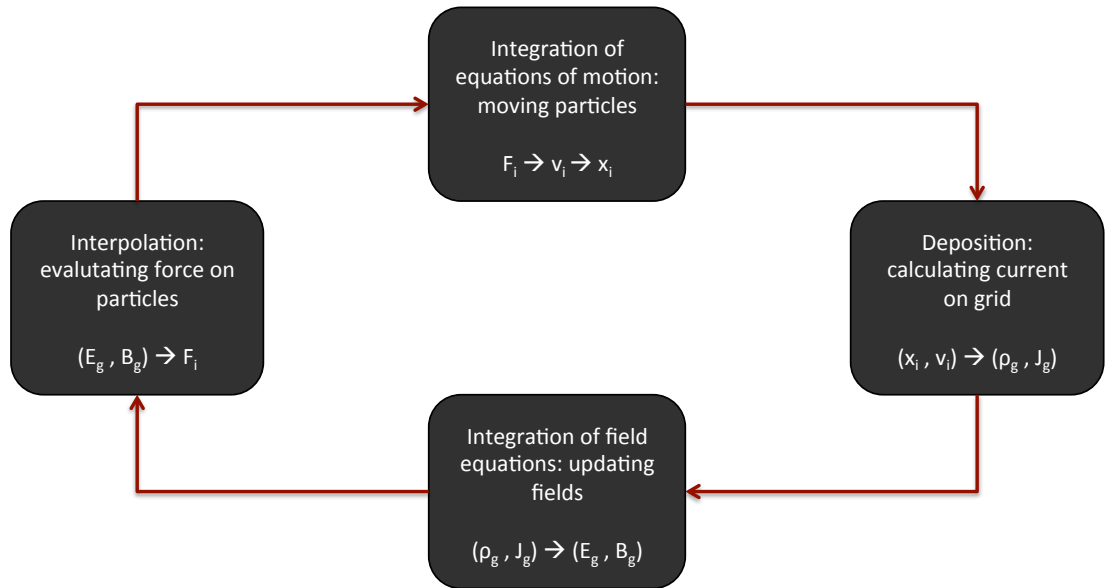 Integration of
equations of motion:
moving particles
Fᵢ → vᵢ → xᵢ
Interpolation:
evalutating force on
particles
(E_g , B_g) → Fᵢ
Deposition:
calculating current
on grid
(xᵢ , vᵢ) → (ρ_g , J_g)
Integration of field
equations: updating
fields
(ρ_g , J_g) → (E_g , B_g)